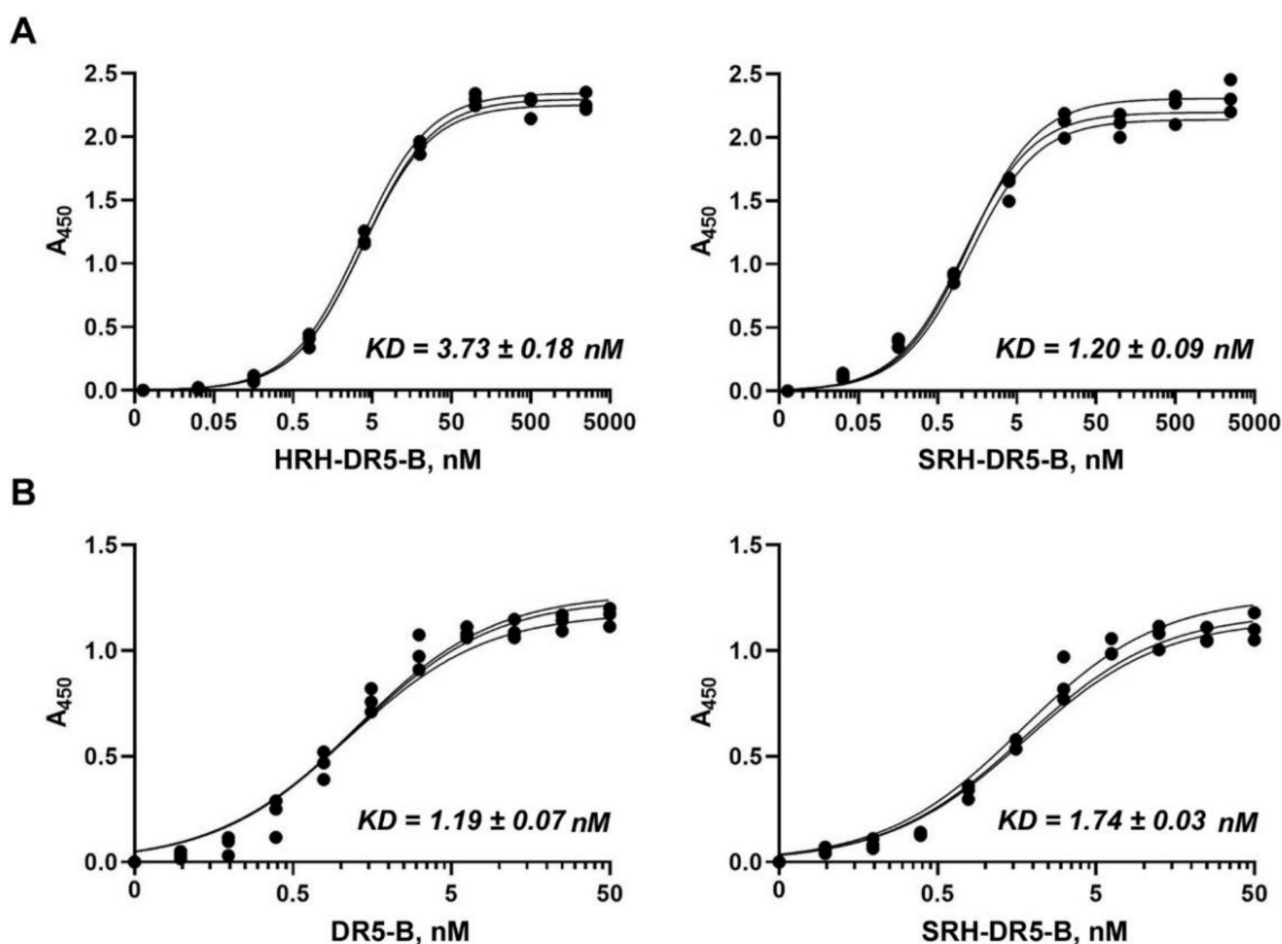 A
2.5
2.0
1.5
1.0
0.5
0.0
A450
KD = 3.73 ± 0.18 nM
0 0.05 0.5 5 50 500 5000
HRH-DR5-B, nM
2.5
2.0
1.5
1.0
0.5
0.0
A450
KD = 1.20 ± 0.09 nM
0 0.05 0.5 5 50 500 5000
SRH-DR5-B, nM
B
1.5
1.0
0.5
0.0
A450
KD = 1.19 ± 0.07 nM
0 0.5 5 50
DR5-B, nM
1.5
1.0
0.5
0.0
A450
KD = 1.74 ± 0.03 nM
0 0.5 5 50
SRH-DR5-B, nM